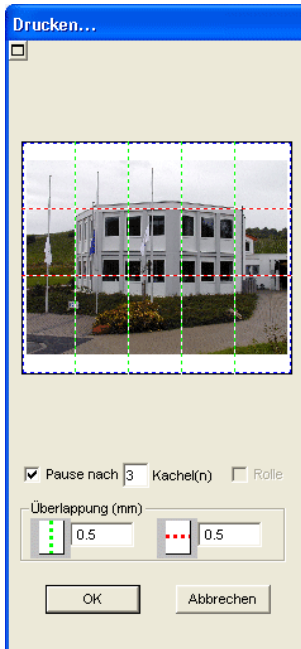 Drucken...
Pause nach 3 Kachel(n) Rolle
Überlappung (mm)
0.5 0.5
OK Abbrechen